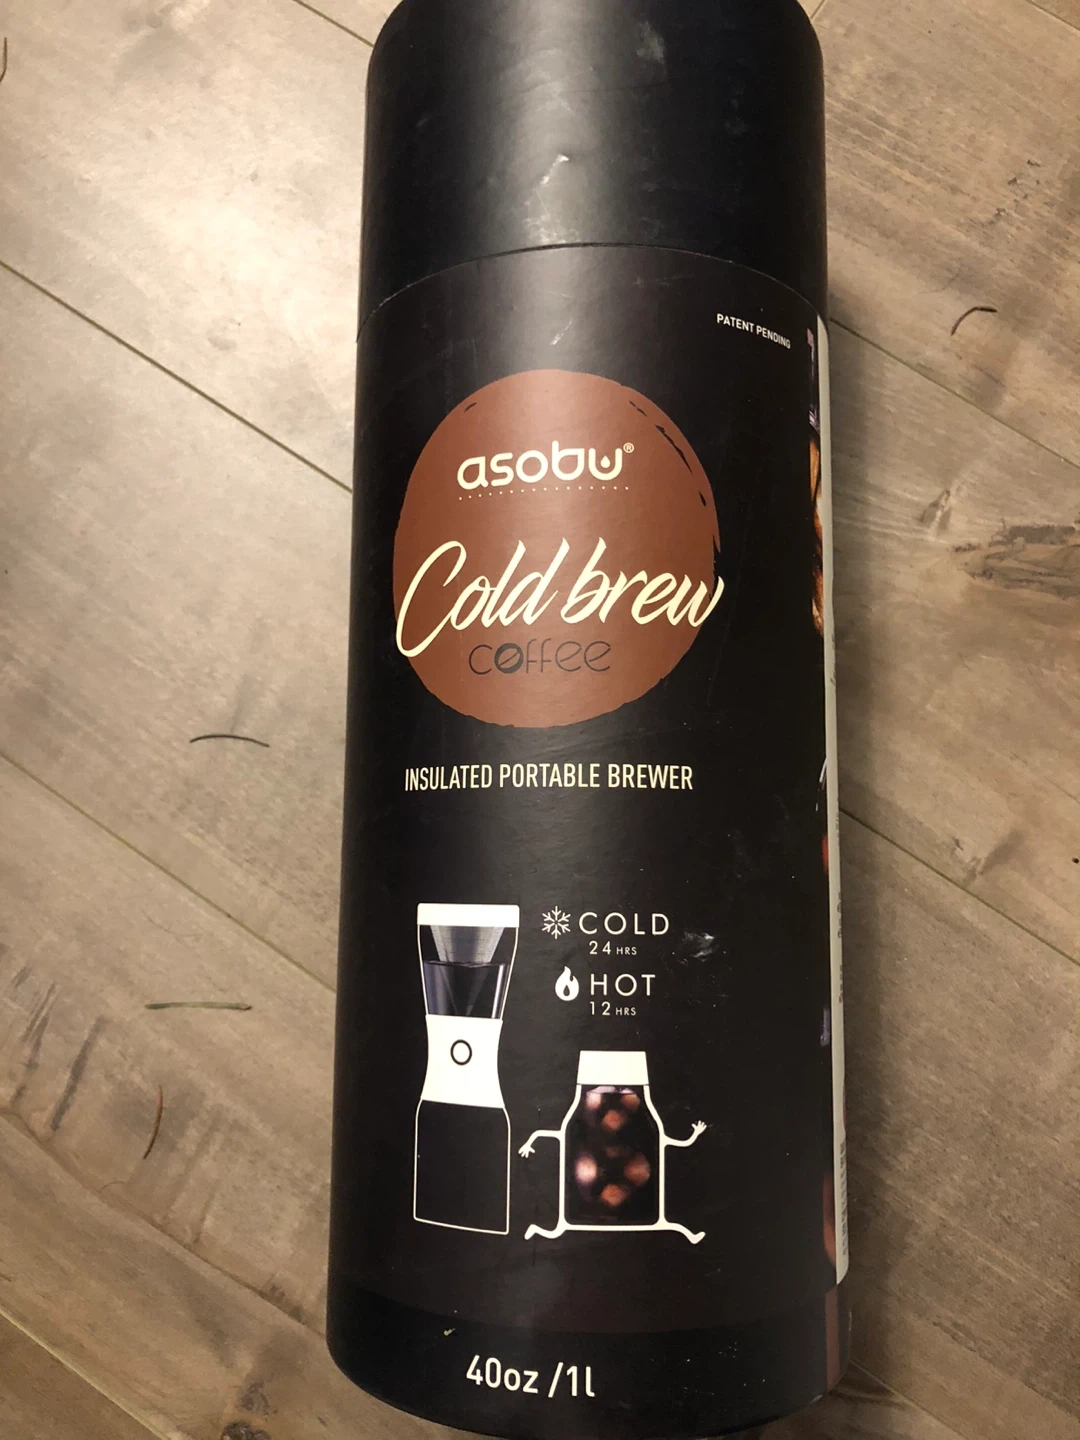 PATENT PENDING
asobu®
Cold brew
coffee
INSULATED PORTABLE BREWER
COLD
24 HRS
HOT
12 HRS
40oz /1l